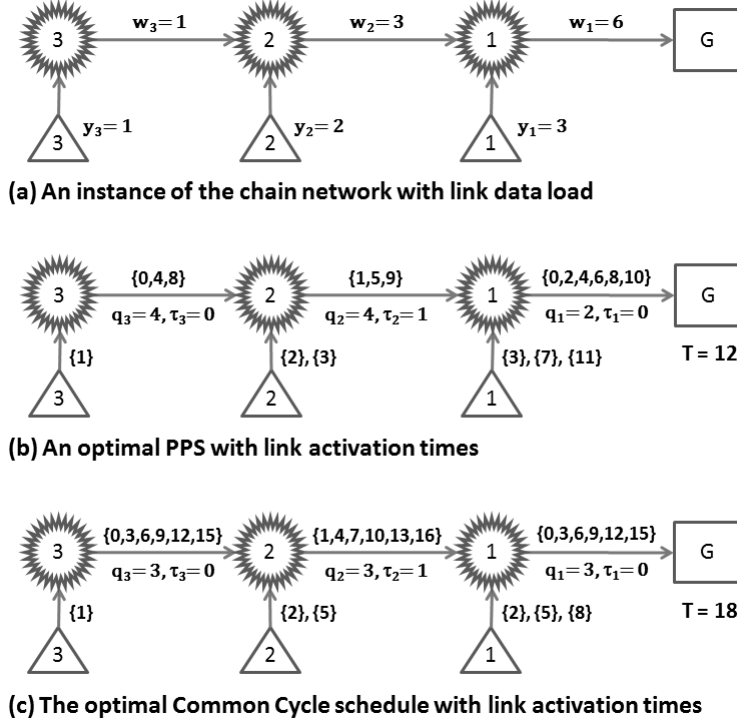 w₃=1 w₂=3 w₁=6
3 2 1 G
y₃=1 y₂=2 y₁=3
3 2 1
(a) An instance of the chain network with link data load
{0,4,8} {1,5,9} {0,2,4,6,8,10}
3 2 1 G
q₃=4,τ₃=0 q₂=4,τ₂=1 q₁=2,τ₁=0
{1} {2},{3} {3},{7},{11} T = 12
3 2 1
(b) An optimal PPS with link activation times
{0,3,6,9,12,15} {1,4,7,10,13,16} {0,3,6,9,12,15}
3 2 1 G
q₃=3,τ₃=0 q₂=3,τ₂=1 q₁=3,τ₁=0
{1} {2},{5} {2},{5},{8} T = 18
3 2 1
(c) The optimal Common Cycle schedule with link activation times